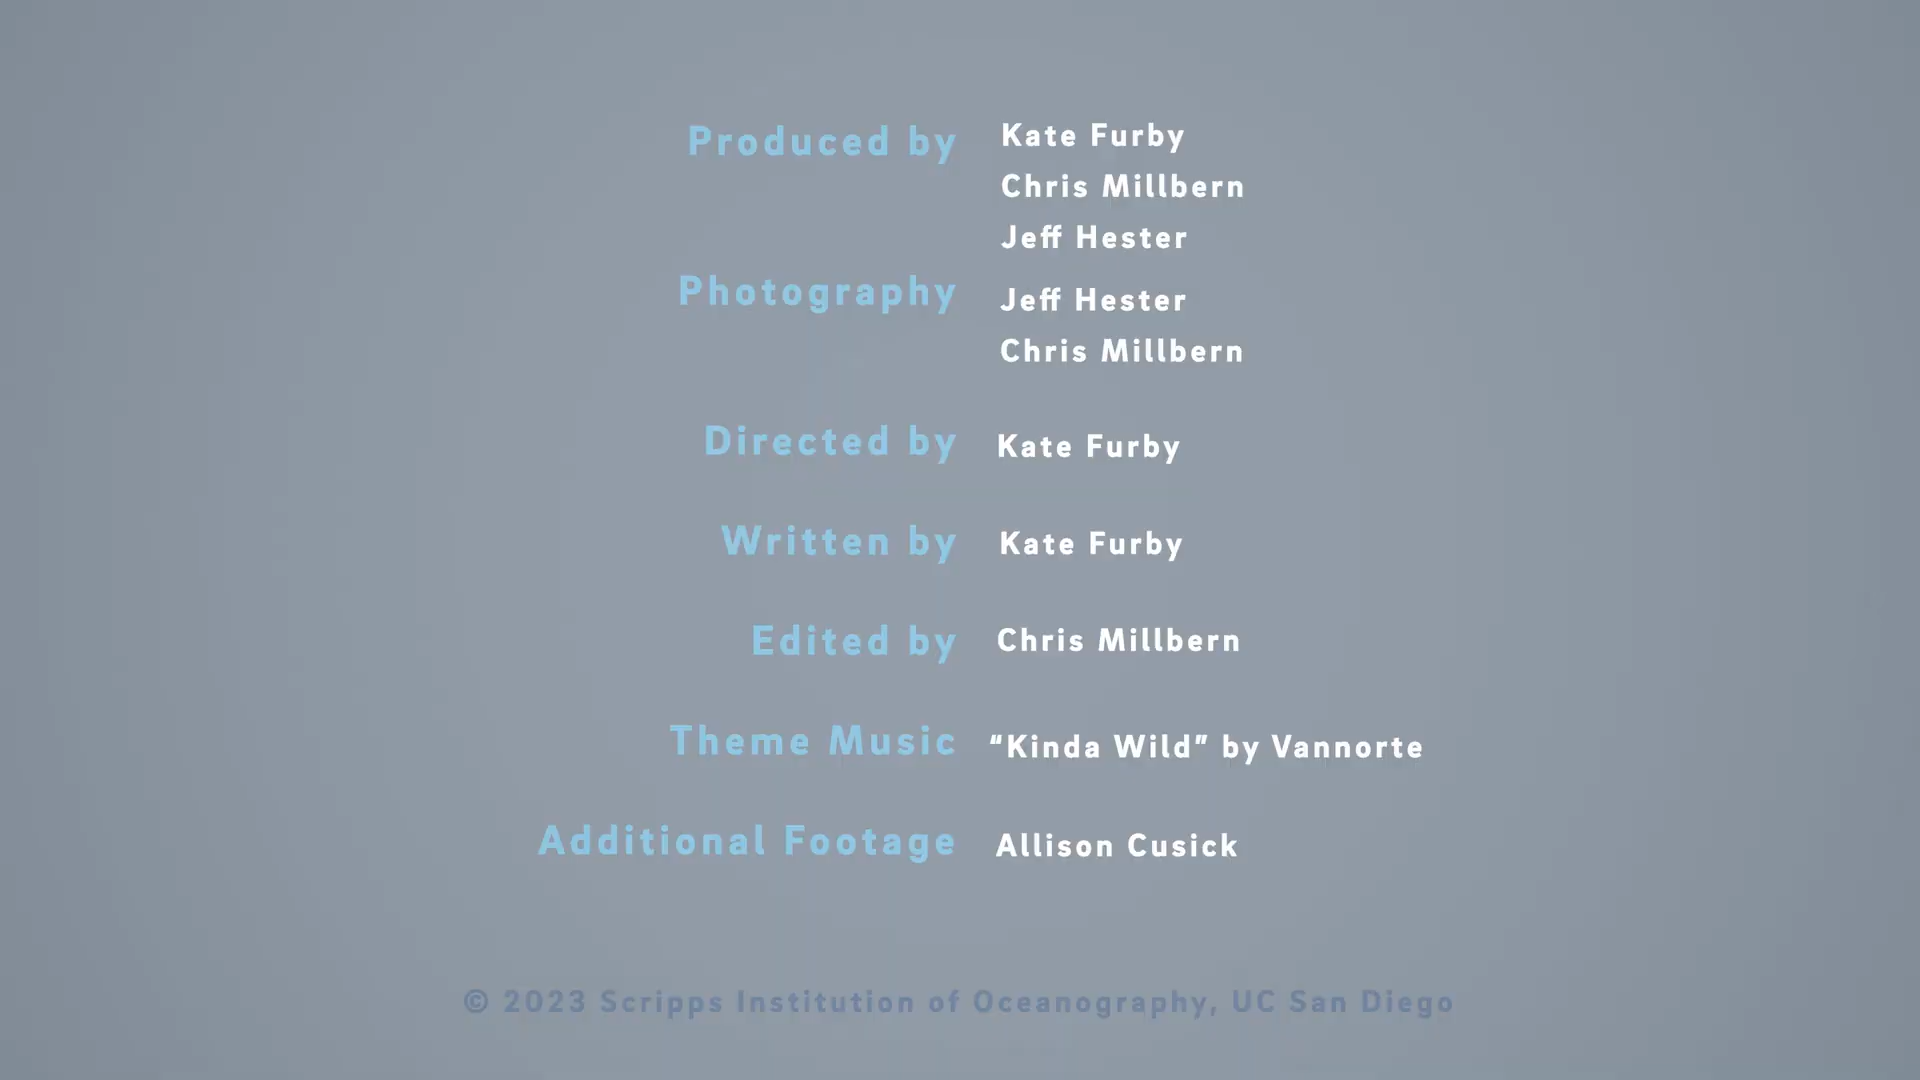 Produced by Kate Furby
Chris Millbern
Jeff Hester
Photography Jeff Hester
Chris Millbern
Directed by Kate Furby
Written by Kate Furby
Edited by Chris Millbern
Theme Music “Kinda Wild” by Vannorte
Additional Footage Allison Cusick
© 2023 Scripps Institution of Oceanography, UC San Diego